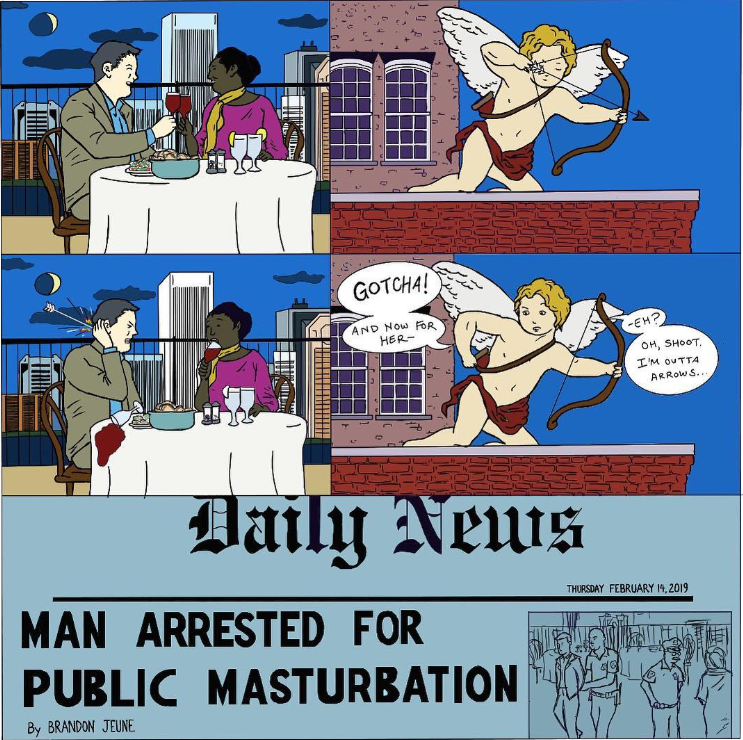 GOTCHA!
AND NOW FOR
HER-
-EH?
OH, SHOOT.
I'M OUTTA
ARROWS...
Daily News
THURSDAY FEBRUARY 14, 2019
MAN ARRESTED FOR
PUBLIC MASTURBATION
By BRANDON JEUNE